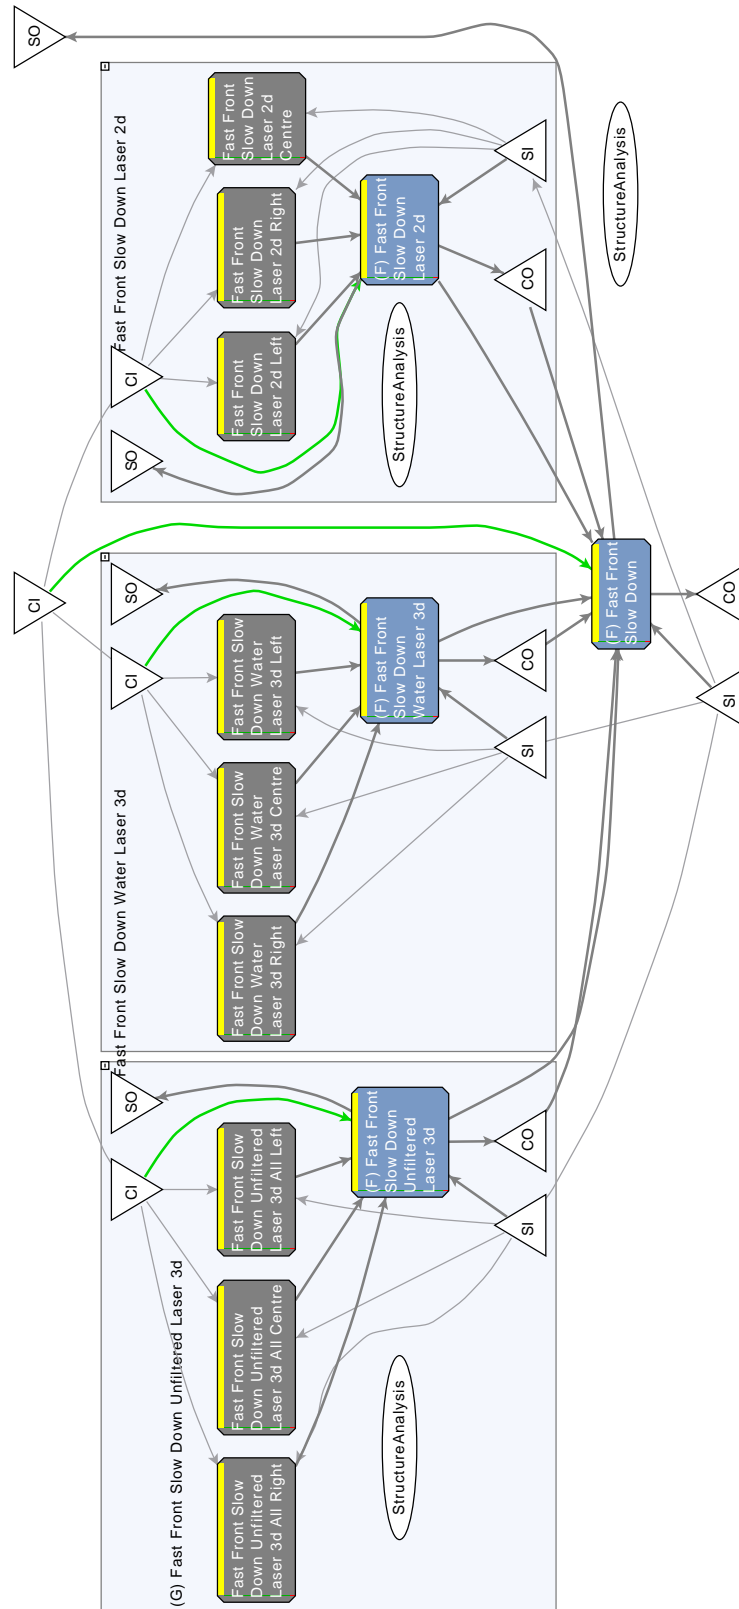 CI
SO
(G) Fast Front Slow Down Unfiltered Laser 3d
CI
SO
Fast Front Slow
Down Unfiltered
Laser 3d All Right
Fast Front Slow
Down Unfiltered
Laser 3d All Centre
Fast Front Slow
Down Unfiltered
Laser 3d All Left
(F) Fast Front
Slow Down
Unfiltered
Laser 3d
StructureAnalysis
SI
CO
Fast Front Slow Down Water Laser 3d
CI
SO
Fast Front Slow
Down Water
Laser 3d Right
Fast Front Slow
Down Water
Laser 3d Centre
Fast Front Slow
Down Water
Laser 3d Left
(F) Fast Front
Slow Down
Water Laser 3d
SI
CO
Fast Front Slow Down Laser 2d
SO
CI
Fast Front
Slow Down
Laser 2d Left
Fast Front
Slow Down
Laser 2d Right
Fast Front
Slow Down
Laser 2d
Centre
(F) Fast Front
Slow Down
Laser 2d
StructureAnalysis
CO
SI
(F) Fast Front
Slow Down
StructureAnalysis
SI
CO